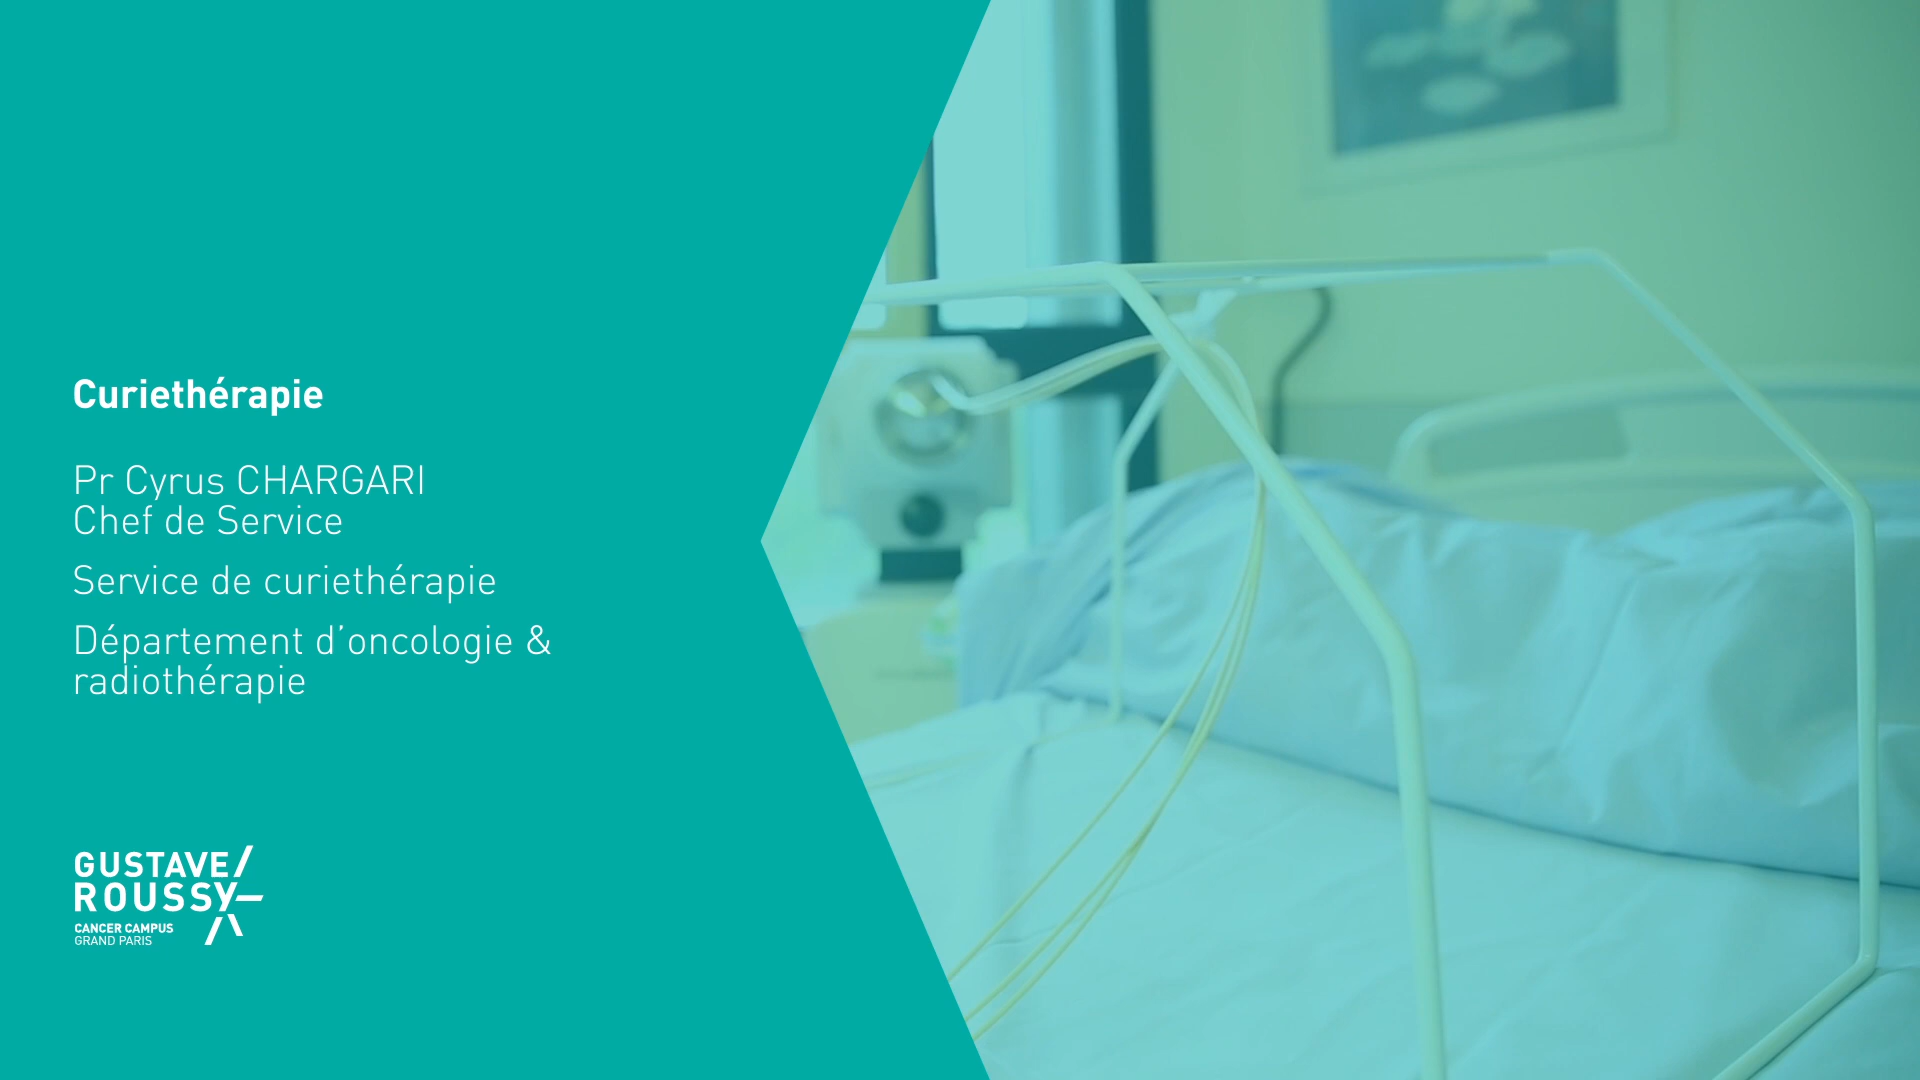 Curiethérapie
Pr Cyrus CHARGARI
Chef de Service
Service de curiethérapie
Département d’oncologie &
radiothérapie
GUSTAVE/
ROUSSY
CANCER CAMPUS
GRAND PARIS